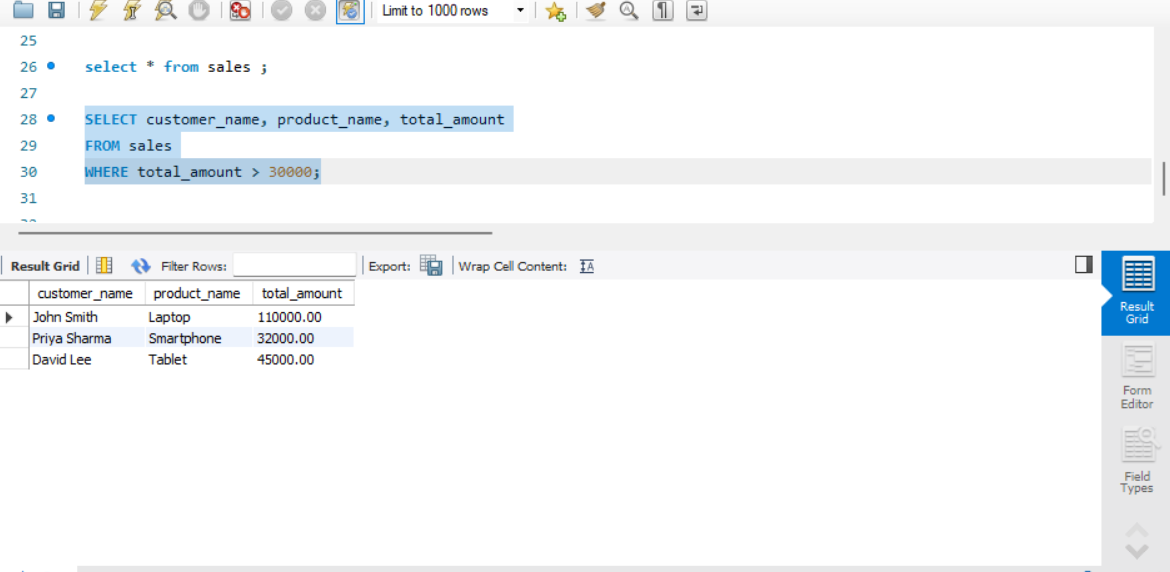 Limit to 1000 rows
25
26 select * from sales ;
27
28 SELECT customer_name, product_name, total_amount
29 FROM sales
30 WHERE total_amount > 30000;
31
Result Grid Filter Rows: Export: Wrap Cell Content:
customer_name product_name total_amount
John Smith Laptop 110000.00
Priya Sharma Smartphone 32000.00
David Lee Tablet 45000.00
Result
Grid
Form
Editor
Field
Types